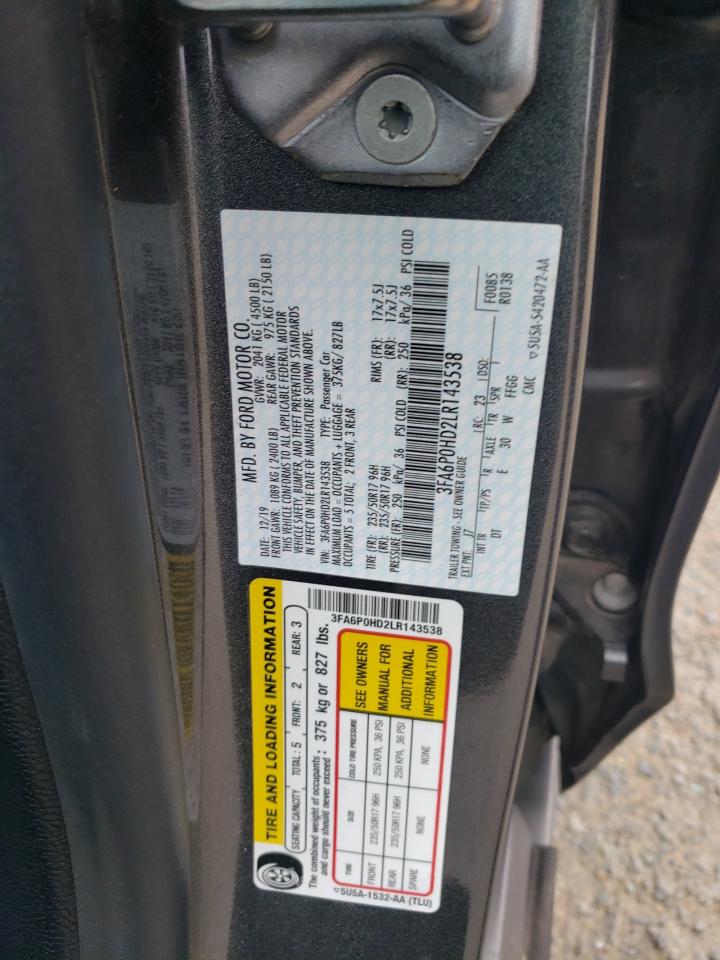 MFD. BY FORD MOTOR CO.
DATE: 12/19 GVWR: 2041 KG ( 4500 LB)
FRONT GAWR: 1089 KG ( 2400 LB) REAR GAWR: 975 KG ( 2150 LB)
THIS VEHICLE CONFORMS TO ALL APPLICABLE FEDERAL MOTOR
VEHICLE SAFETY, BUMPER, AND THEFT PREVENTION STANDARDS
IN EFFECT ON THE DATE OF MANUFACTURE SHOWN ABOVE.
VIN: 3FA6P0HD2LR143538 TYPE: Passenger Car
MAXIMUM LOAD = OCCUPANTS + LUGGAGE = 375KG/ 827LB
OCCUPANTS = 5 TOTAL; 2 FRONT, 3 REAR
TIRE (FR): 235/50R17 96H RIMS (FR): 17x7.5J
(RR): 235/50R17 96H (RR): 17x7.5J
PRESSURE (FR): 250 kPa/ 36 PSI COLD (RR): 250 kPa/ 36 PSI COLD
3FA6P0HD2LR143538
TRAILER TOWING - SEE OWNER GUIDE
EXT PNT: J7 RC: 23 DSO:
INT TR TP/PS R AXLE TR SPR F0085
DT E 30 W FFGG R0138
CMC
5U5A-5420472-AA
TIRE AND LOADING INFORMATION
SEATING CAPACITY TOTAL: 5 FRONT: 2 REAR: 3
The combined weight of occupants and cargo should never exceed: 375 kg or 827 lbs.
3FA6P0HD2LR143538
TIRE SIZE COLD TIRE PRESSURE SEE OWNERS
FRONT 235/50R17 96H 250 KPA, 36 PSI MANUAL FOR
REAR 235/50R17 96H 250 KPA, 36 PSI ADDITIONAL
SPARE NONE NONE INFORMATION
5U5A-1532-AA (TLU)